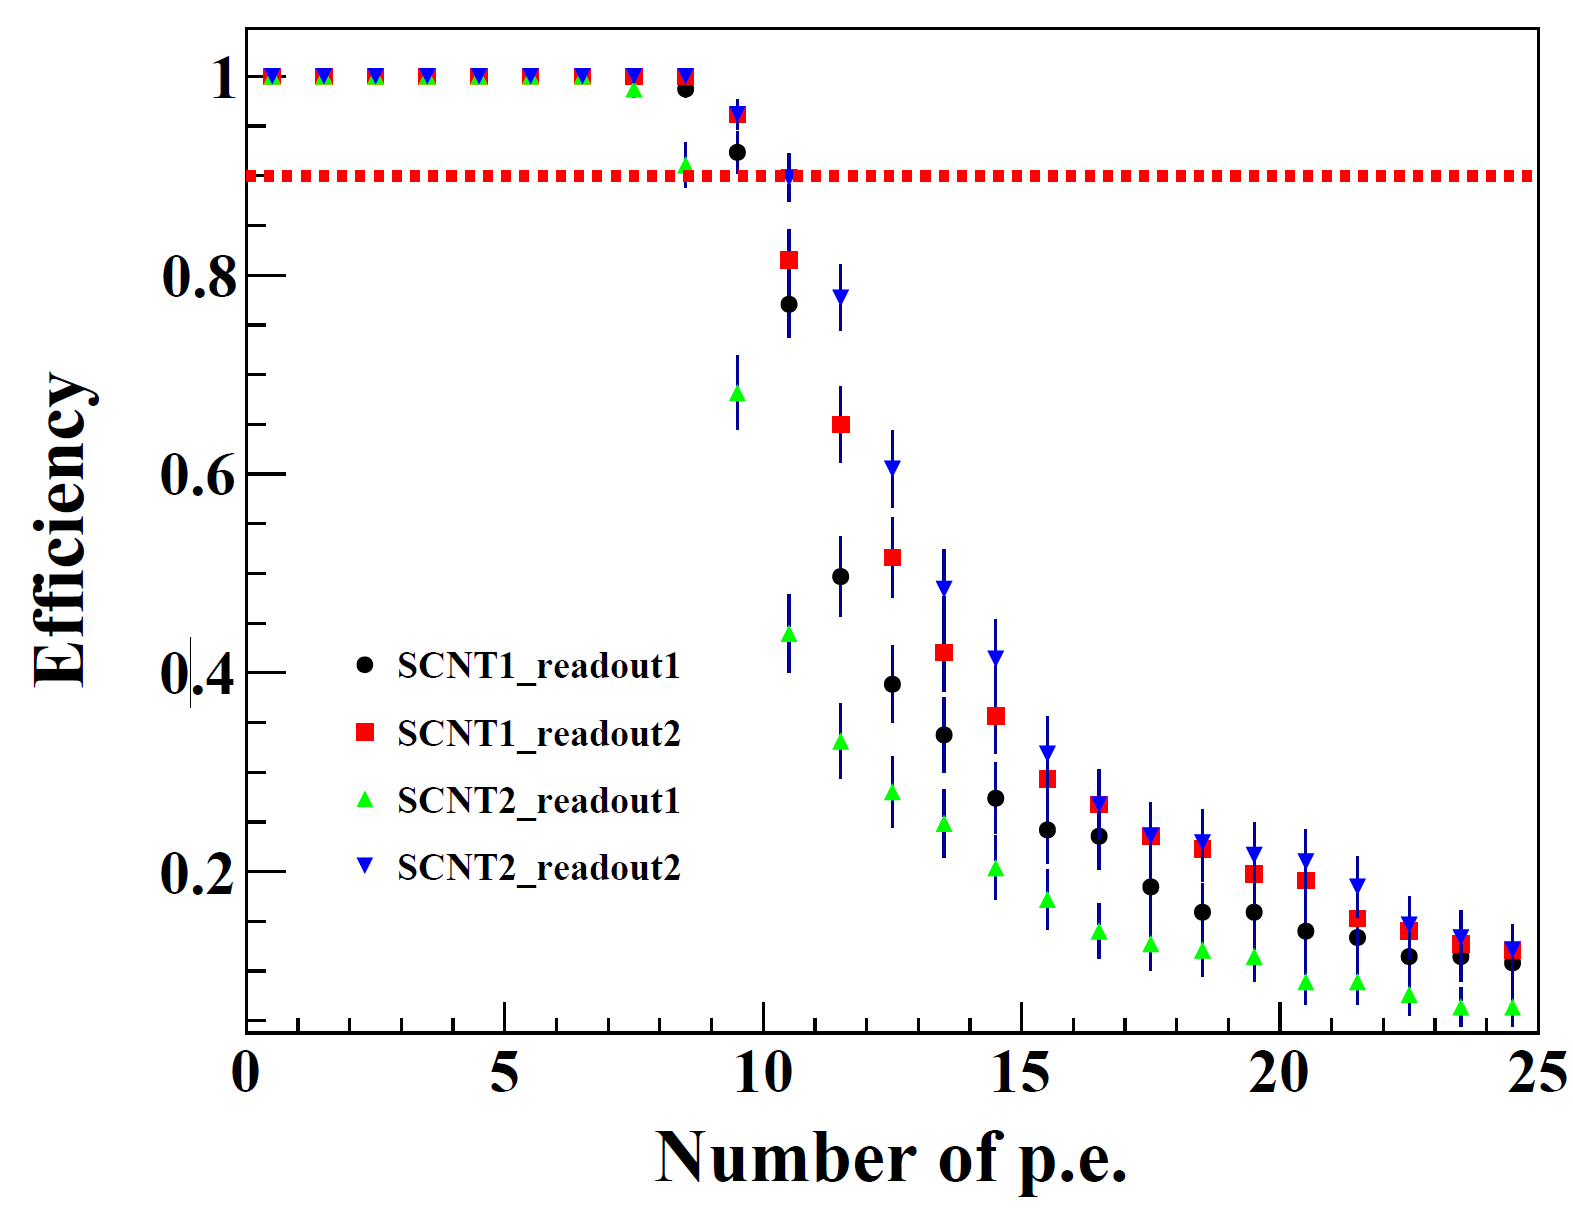 1
0.8
0.6
0.4
0.2
Efficiency
SCNT1_readout1
SCNT1_readout2
SCNT2_readout1
SCNT2_readout2
0 5 10 15 20 25
Number of p.e.